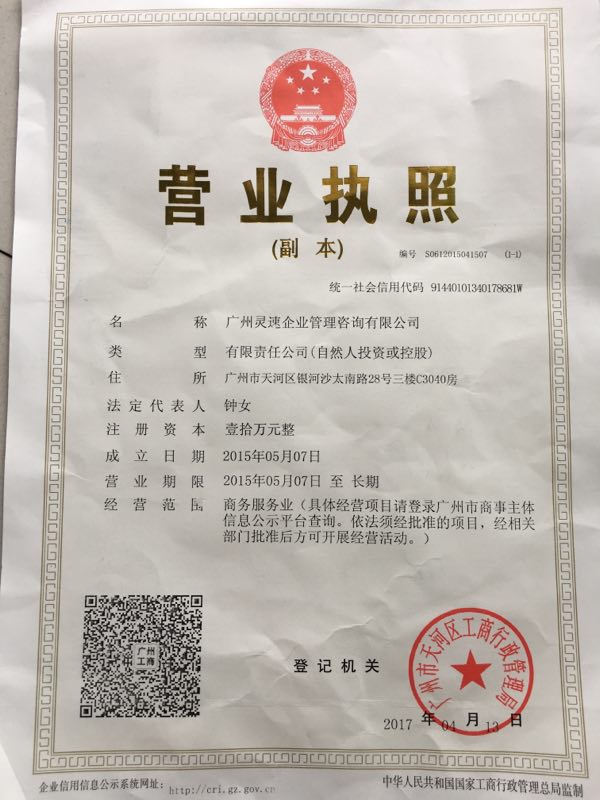 营业执照
(副 本)
编号 S0612015041507 (1-1)
统一社会信用代码 91440101340178681W
名 称 广州灵速企业管理咨询有限公司
类 型 有限责任公司(自然人投资或控股)
住 所 广州市天河区银河沙太南路28号三楼C3040房
法定代表人 钟女
注册资本 壹拾万元整
成立日期 2015年05月07日
营业期限 2015年05月07日 至 长期
经营范围 商务服务业（具体经营项目请登录广州市商事主体
信息公示平台查询。依法须经批准的项目，经相关
部门批准后方可开展经营活动。）
广州
工商
登记机关
广州市天河区工商行政管理局
2017 年 04 月 13 日
企业信用信息公示系统网址：http://cri.gz.gov.cn
中华人民共和国国家工商行政管理总局监制